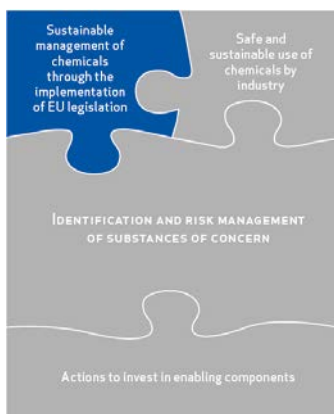 Sustainable
management of
chemicals
through the
implementation
of EU legislation
Safe and
sustainable use of
chemicals by
industry
IDENTIFICATION AND RISK MANAGEMENT
OF SUBSTANCES OF CONCERN
Actions to invest in enabling components